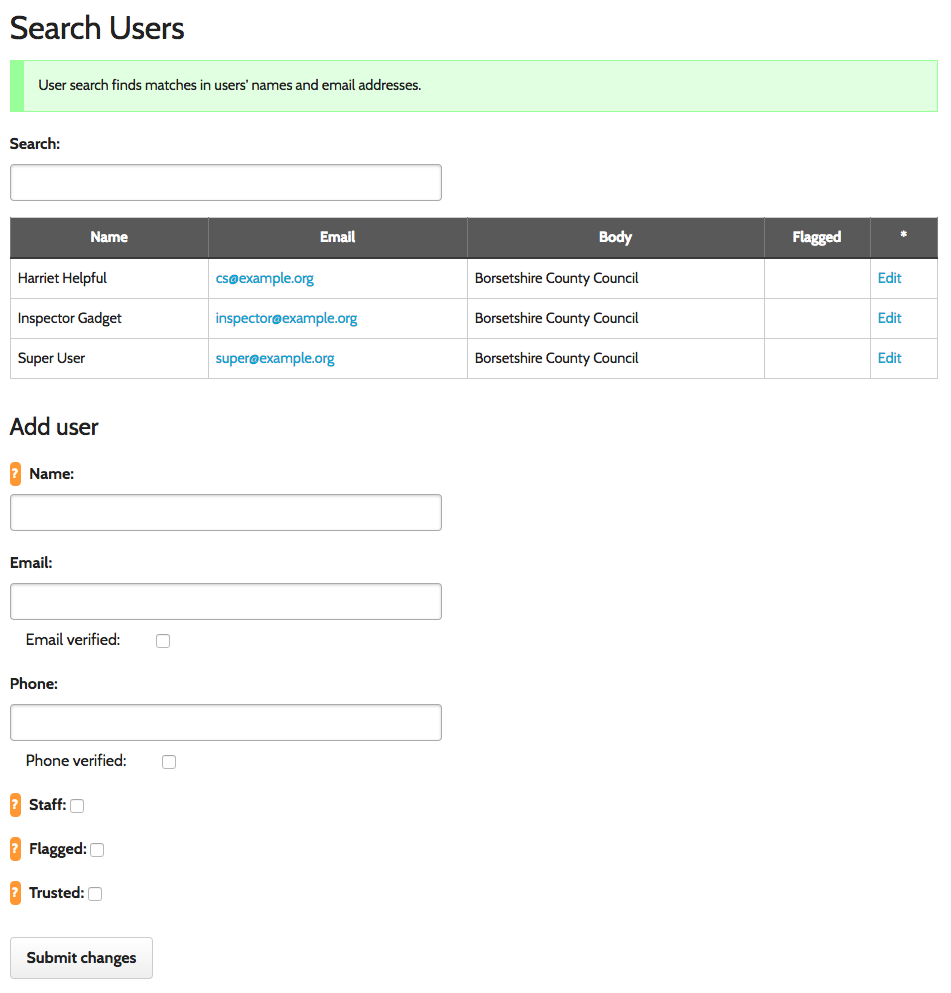 Search Users
User search finds matches in users' names and email addresses.
Search:
Name Email Body Flagged *
Harriet Helpful cs@example.org Borsetshire County Council Edit
Inspector Gadget inspector@example.org Borsetshire County Council Edit
Super User super@example.org Borsetshire County Council Edit
Add user
? Name:
Email:
Email verified:
Phone:
Phone verified:
? Staff:
? Flagged:
? Trusted:
Submit changes